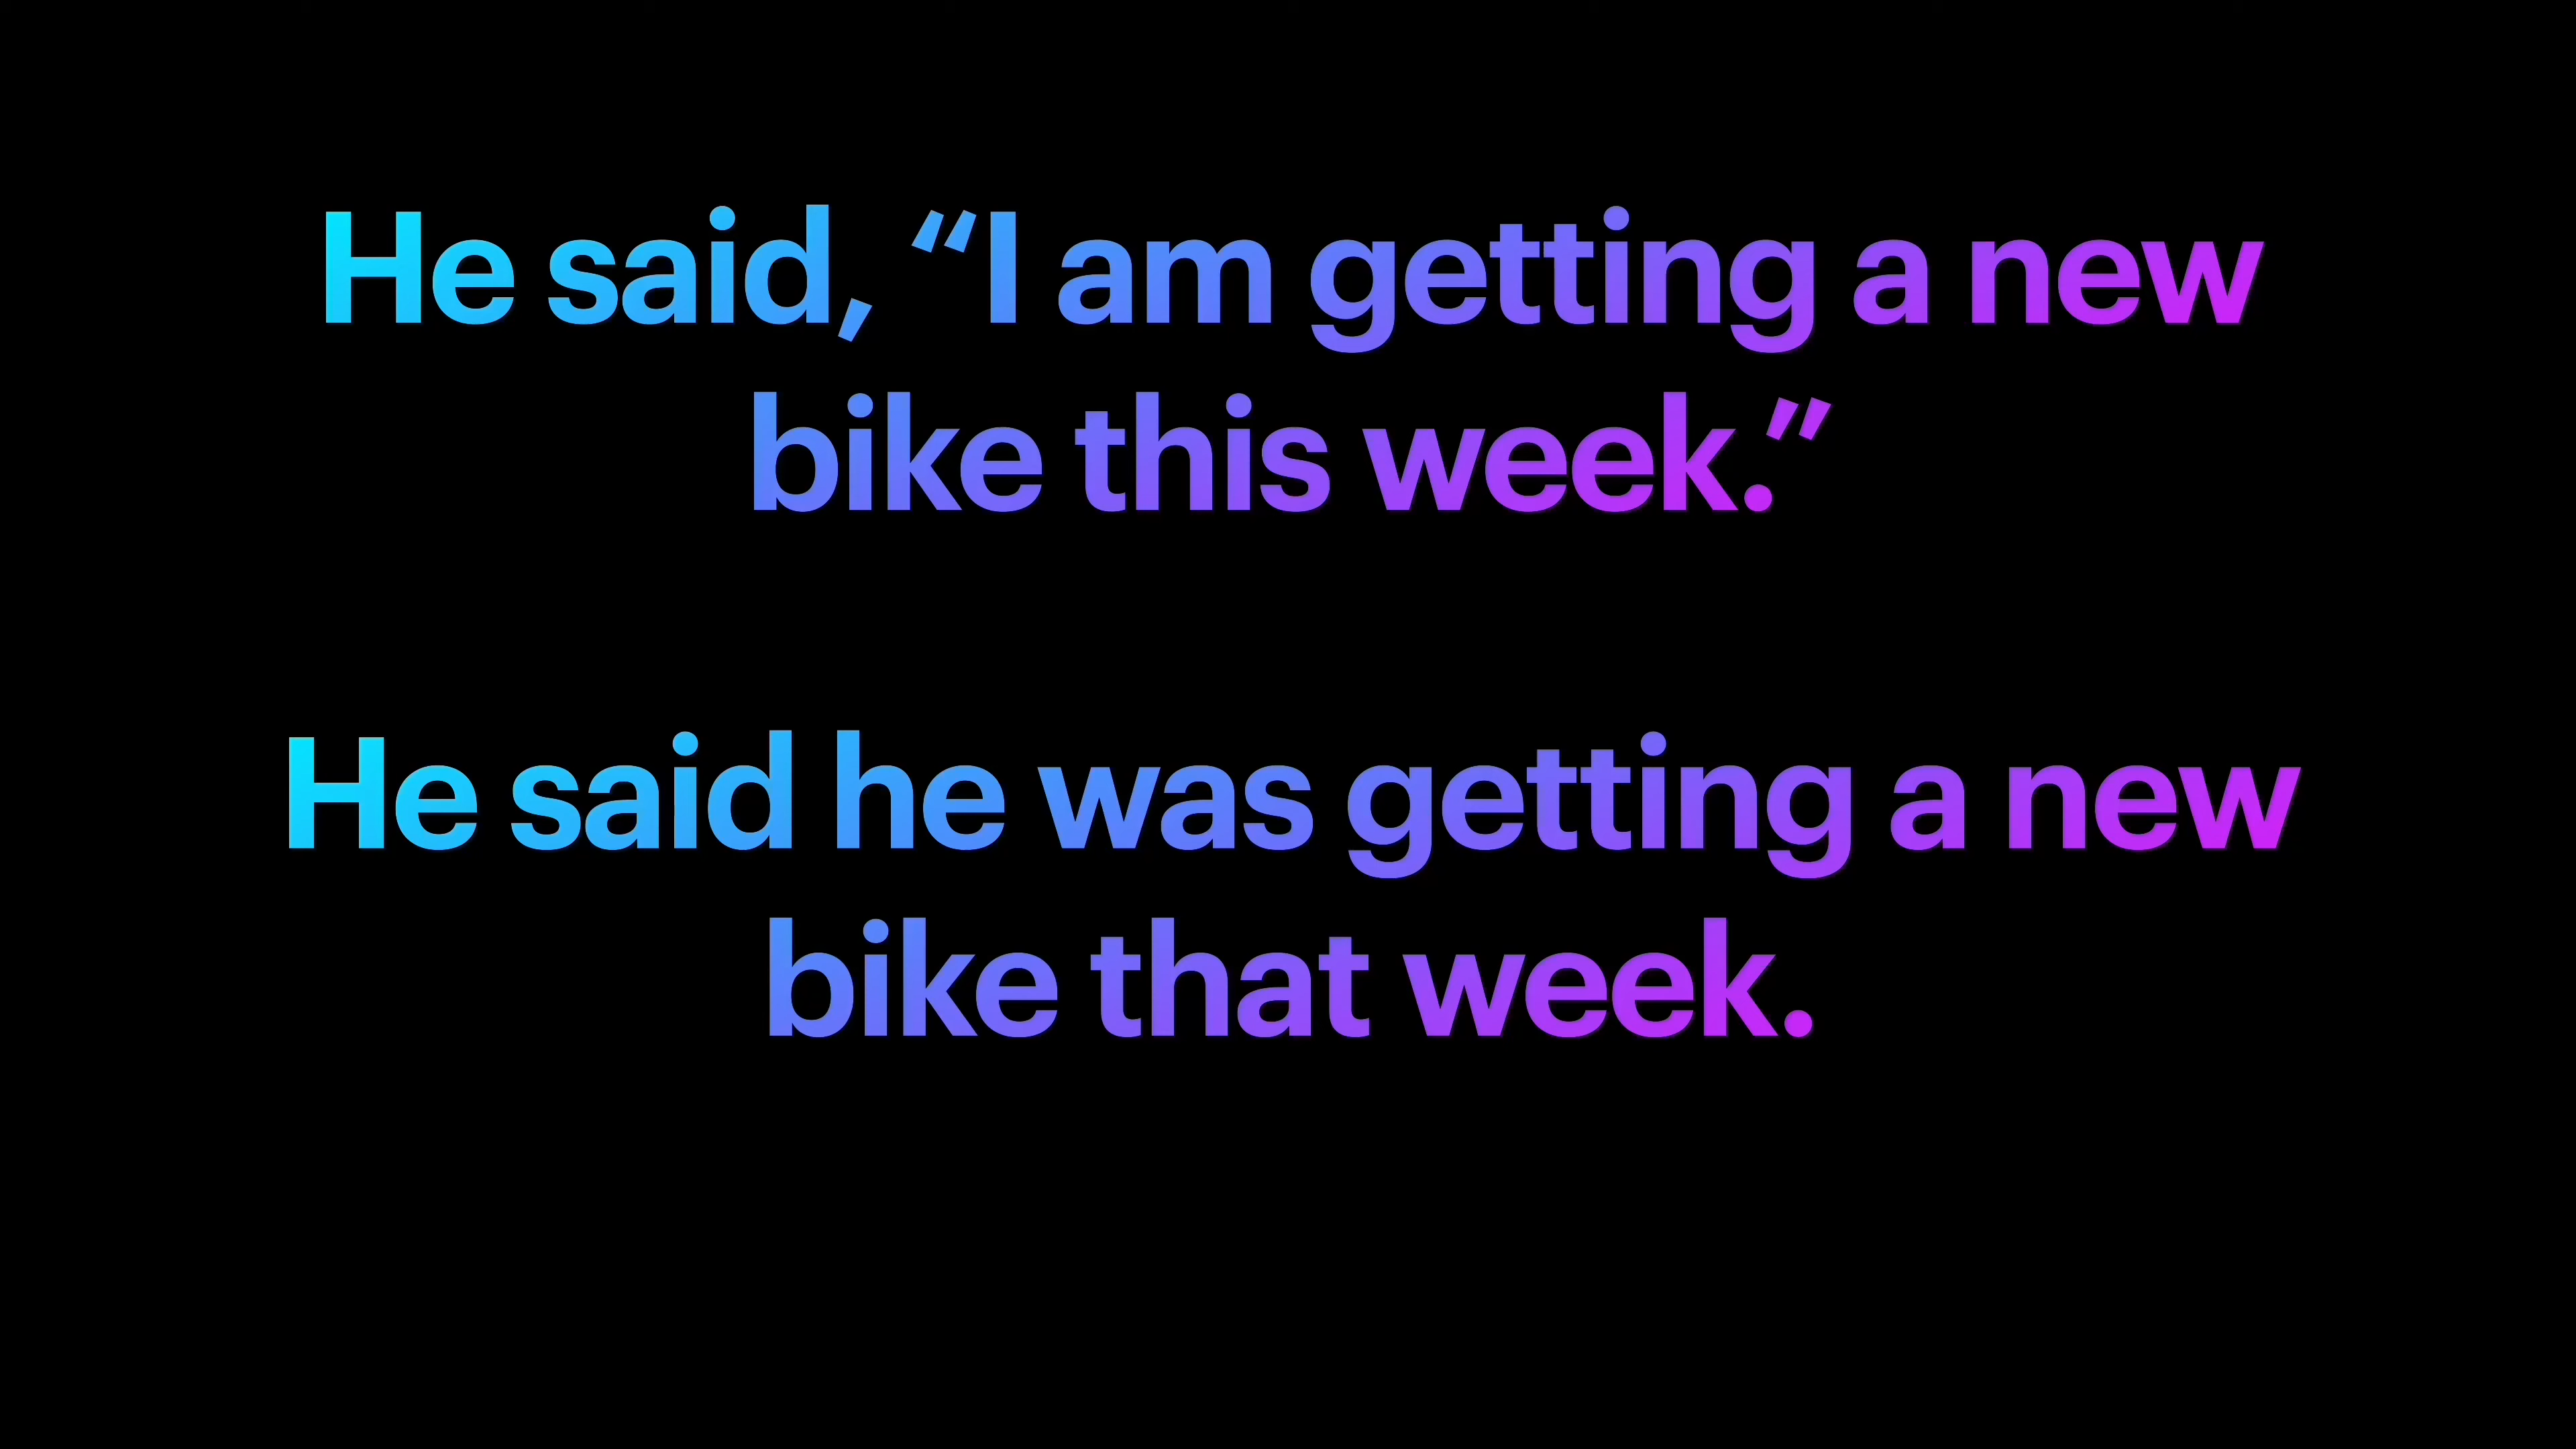 He said, “I am getting a new
bike this week.”
He said he was getting a new
bike that week.